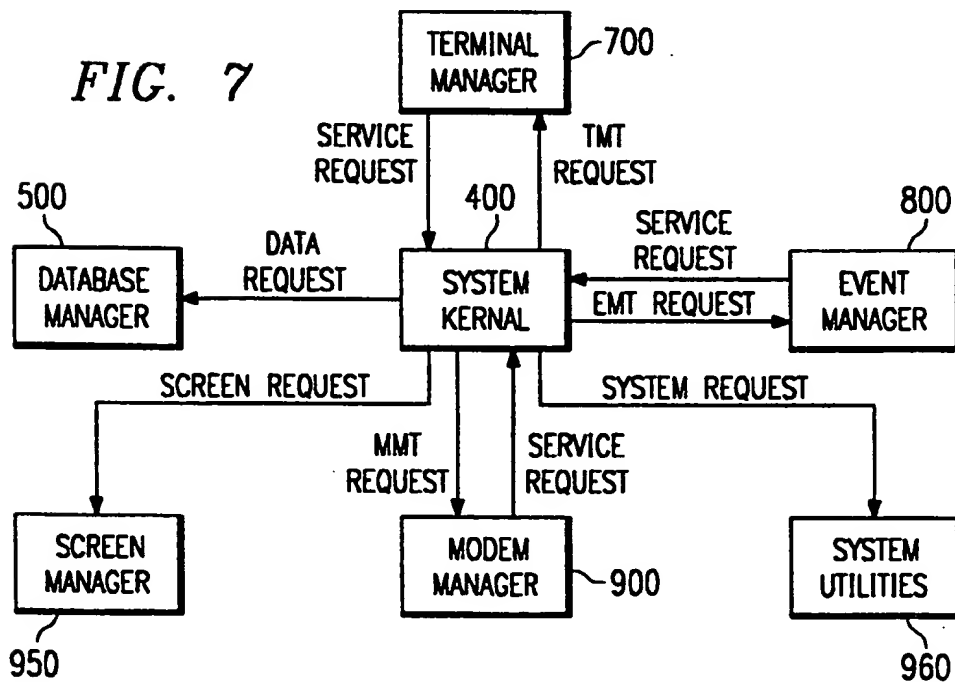 FIG. 7
TERMINAL
MANAGER
700
SERVICE
REQUEST
TMT
REQUEST
500
400
800
DATABASE
MANAGER
DATA
REQUEST
SYSTEM
KERNAL
SERVICE
REQUEST
EMT REQUEST
EVENT
MANAGER
SCREEN REQUEST
SYSTEM REQUEST
MMT
REQUEST
SERVICE
REQUEST
SCREEN
MANAGER
950
MODEM
MANAGER
900
SYSTEM
UTILITIES
960